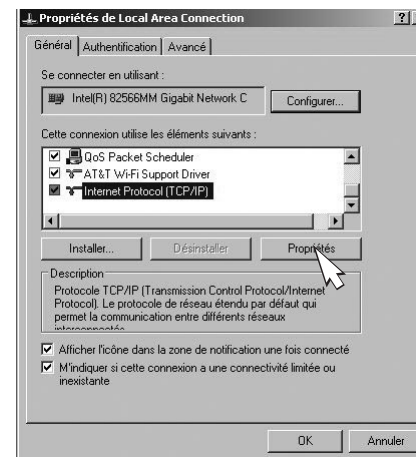 Propriétés de Local Area Connection
?
Général Authentification Avancé
Se connecter en utilisant :
Intel(R) 82566MM Gigabit Network C Configurer...
Cette connexion utilise les éléments suivants :
QoS Packet Scheduler
AT&T Wi-Fi Support Driver
Internet Protocol (TCP/IP)
Installer... Désinstaller Propriétés
Description
Protocole TCP/IP (Transmission Control Protocol/Internet
Protocol). Le protocole de réseau étendu par défaut qui
permet la communication entre différents réseaux
interconnectés
Afficher l'icône dans la zone de notification une fois connecté
M'indiquer si cette connexion a une connectivité limitée ou
inexistante
OK Annuler